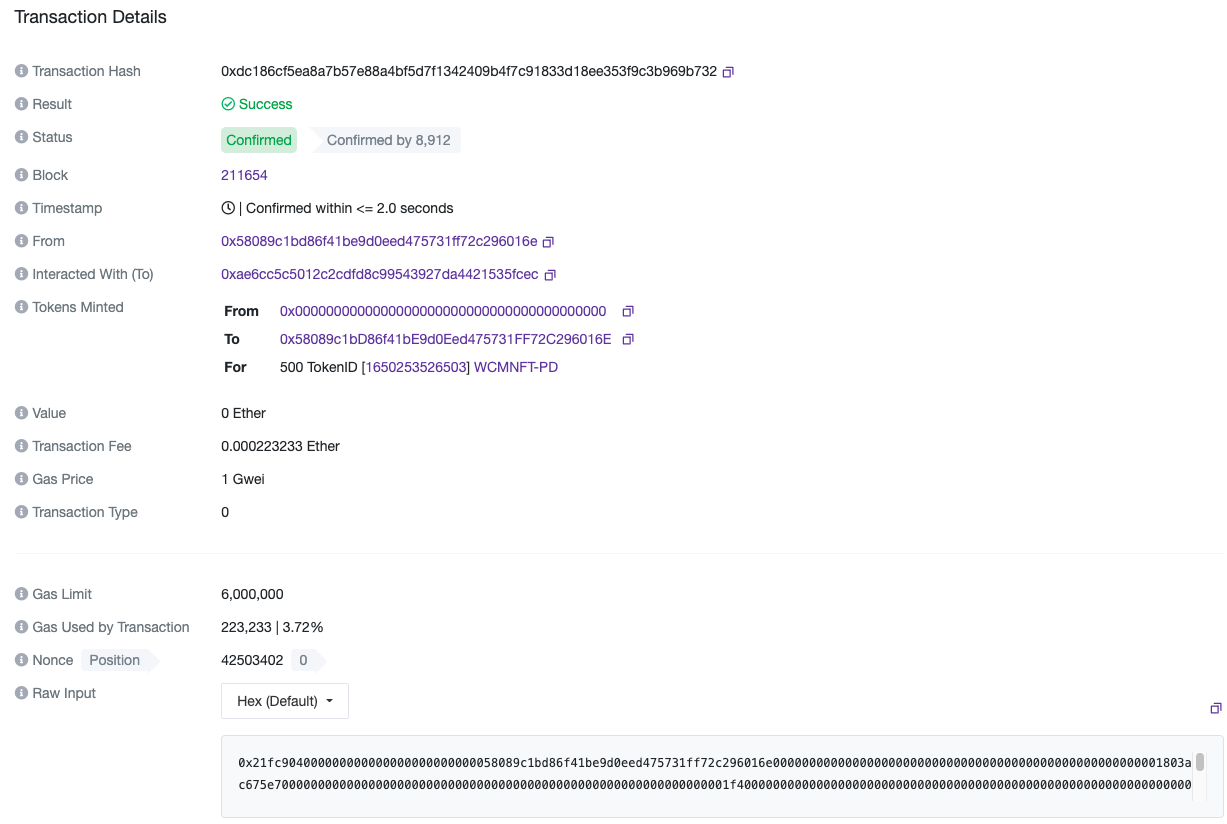 Transaction Details
Transaction Hash 0xdc186cf5ea8a7b57e88a4bf5d7f1342409b4f7c91833d18ee353f9c3b969b732
Result Success
Status Confirmed Confirmed by 8,912
Block 211654
Timestamp | Confirmed within <= 2.0 seconds
From 0x58089c1bd86f41be9d0eed475731ff72c296016e
Interacted With (To) 0xae6cc5c5012c2cdfd8c99543927da4421535fcec
Tokens Minted From 0x0000000000000000000000000000000000000000
To 0x58089c1bD86f41bE9d0Eed475731FF72C296016E
For 500 TokenID [1650253526503] WCMNFT-PD
Value 0 Ether
Transaction Fee 0.000223233 Ether
Gas Price 1 Gwei
Transaction Type 0
Gas Limit 6,000,000
Gas Used by Transaction 223,233 | 3.72%
Nonce Position 42503402 0
Raw Input Hex (Default)
0x21fc904000000000000000000000000058089c1bd86f41be9d0eed475731ff72c296016e000000000000000000000000000000000000000000000000000001803a
c675e700000000000000000000000000000000000000000000000000000000000001f400000000000000000000000000000000000000000000000000000000000000